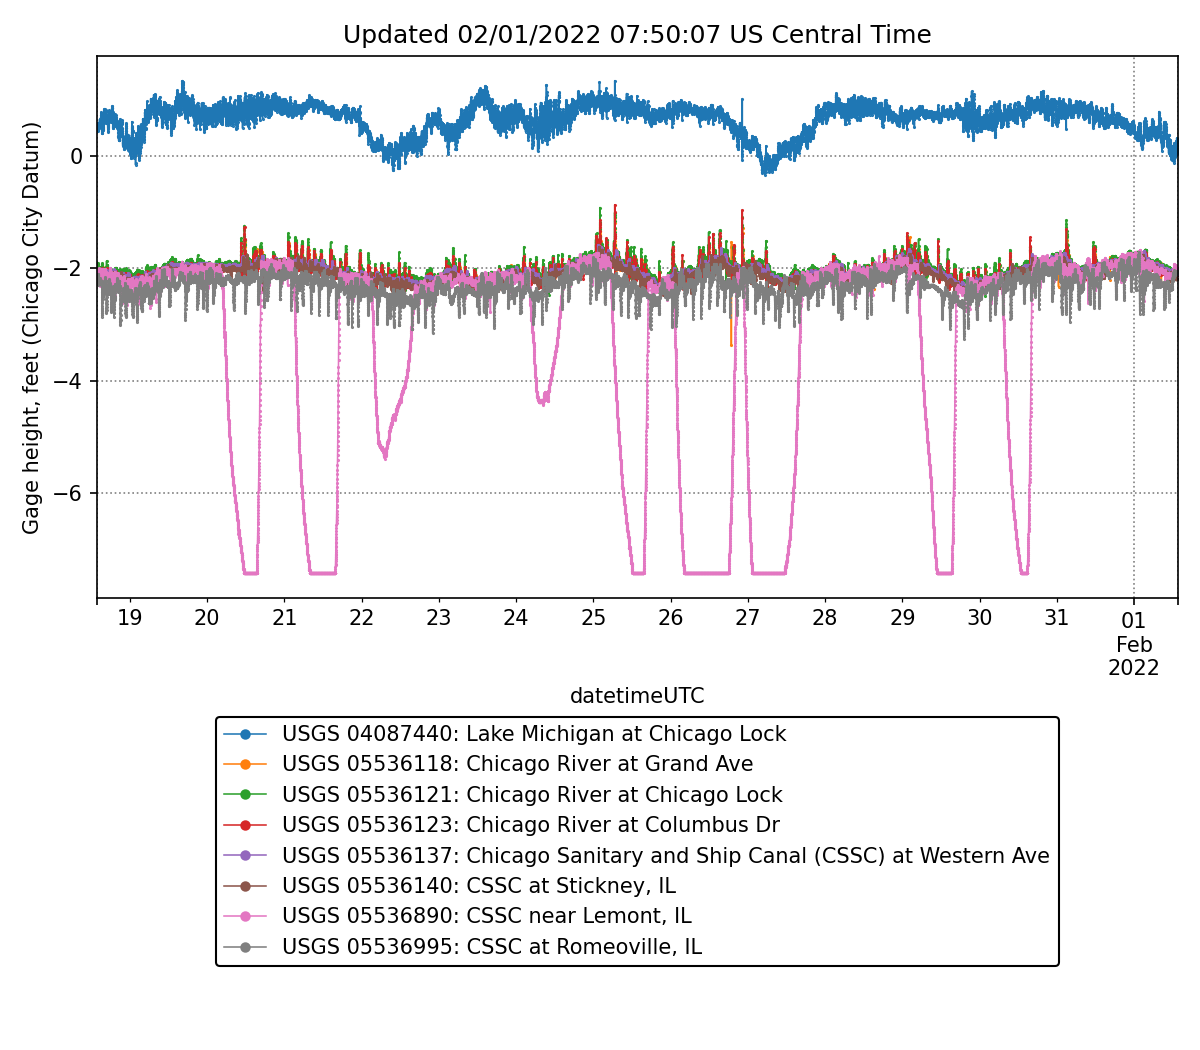 Updated 02/01/2022 07:50:07 US Central Time
Gage height, feet (Chicago City Datum)
0
−2
−4
−6
19 20 21 22 23 24 25 26 27 28 29 30 31 01
Feb
2022
datetimeUTC
USGS 04087440: Lake Michigan at Chicago Lock
USGS 05536118: Chicago River at Grand Ave
USGS 05536121: Chicago River at Chicago Lock
USGS 05536123: Chicago River at Columbus Dr
USGS 05536137: Chicago Sanitary and Ship Canal (CSSC) at Western Ave
USGS 05536140: CSSC at Stickney, IL
USGS 05536890: CSSC near Lemont, IL
USGS 05536995: CSSC at Romeoville, IL